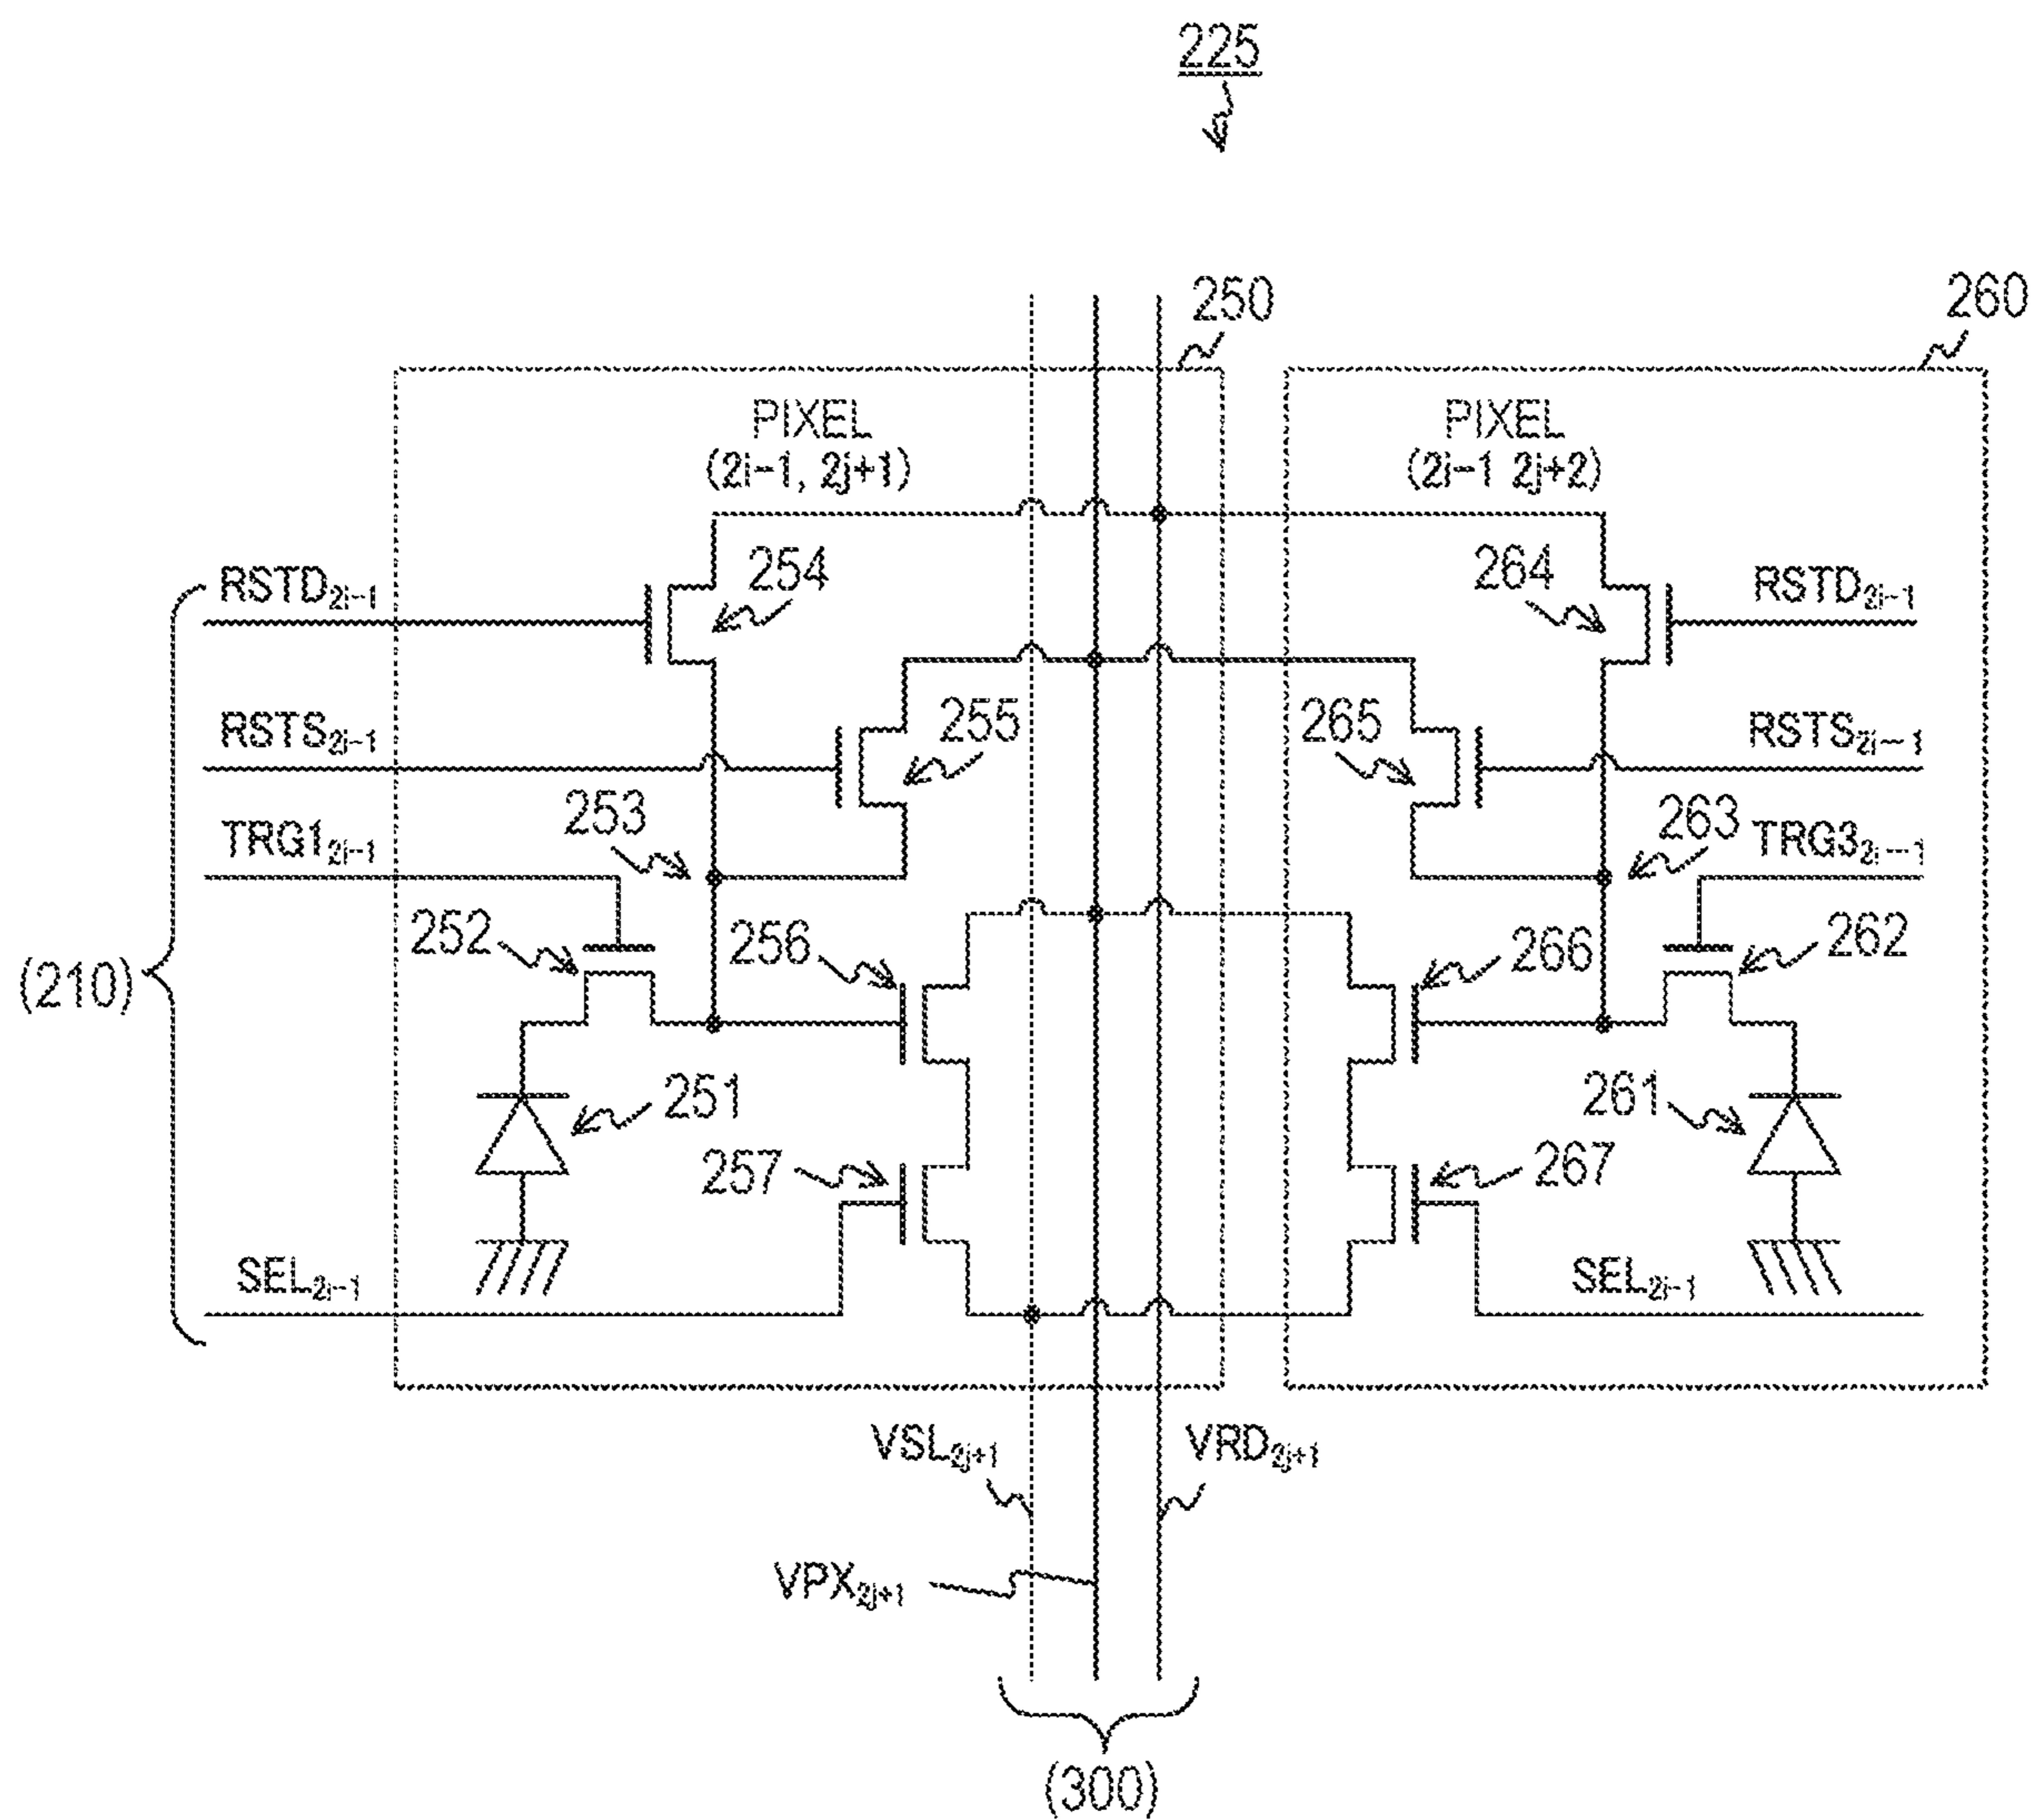 225
250
260
PIXEL
(2i-1, 2j+1)
PIXEL
(2i-1 2j+2)
RSTD2i-1
254
264
RSTD2i-1
RSTS2i-1
255
265
RSTS2i-1
253
263
TRG12i-1
TRG32i-1
252
256
266
262
(210)
251
261
257
267
SEL2i-1
SEL2i-1
VSL2j+1
VRD2j+1
VPX2j+1
(300)